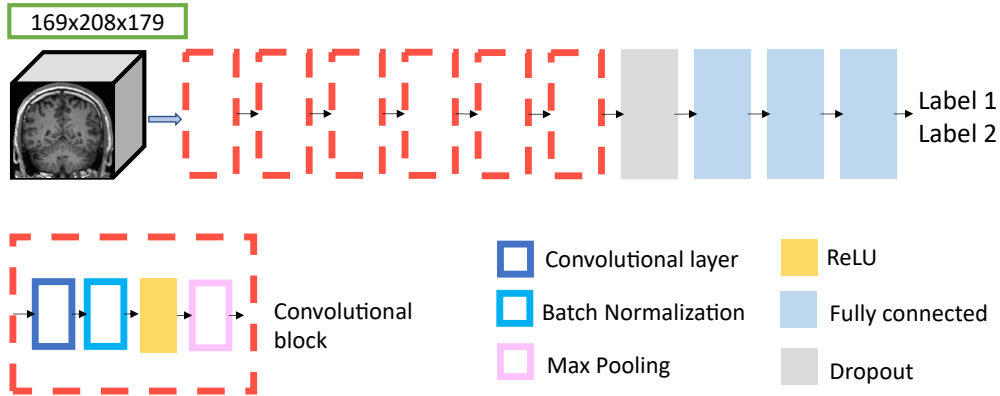 169x208x179
Label 1
Label 2
Convolutional
block
Convolutional layer
Batch Normalization
Max Pooling
ReLU
Fully connected
Dropout